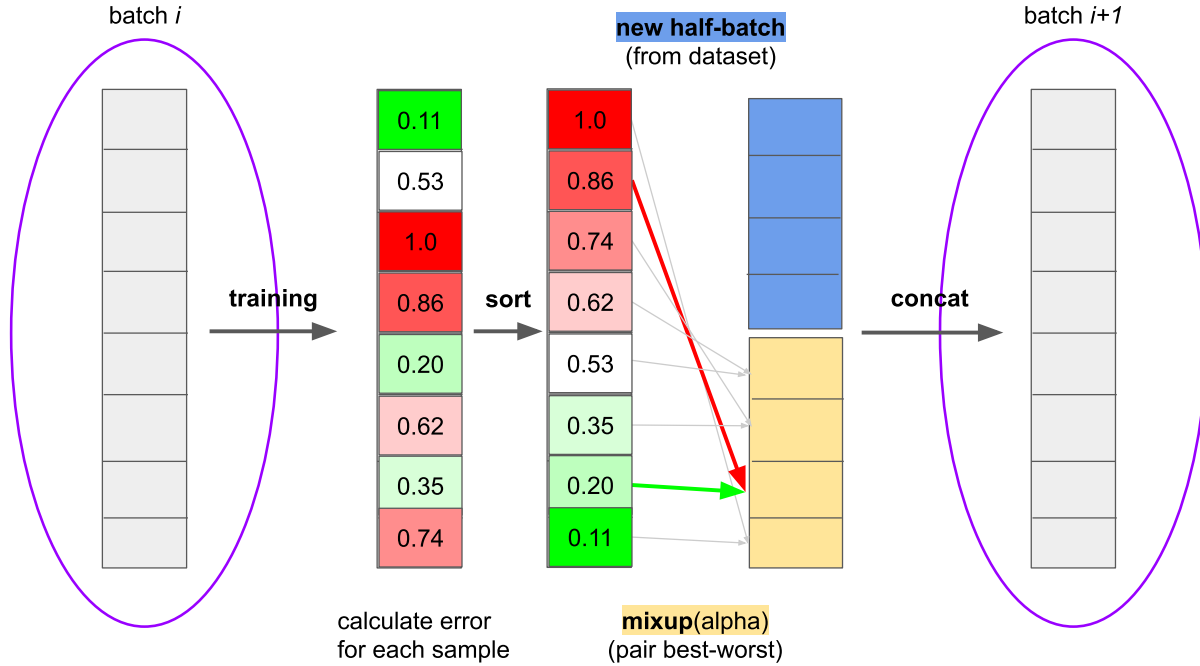 batch i
new half-batch
(from dataset)
batch i+1
0.11
0.53
1.0
0.86
0.20
0.62
0.35
0.74
1.0
0.86
0.74
0.62
0.53
0.35
0.20
0.11
training
sort
concat
calculate error
for each sample
mixup(alpha)
(pair best-worst)